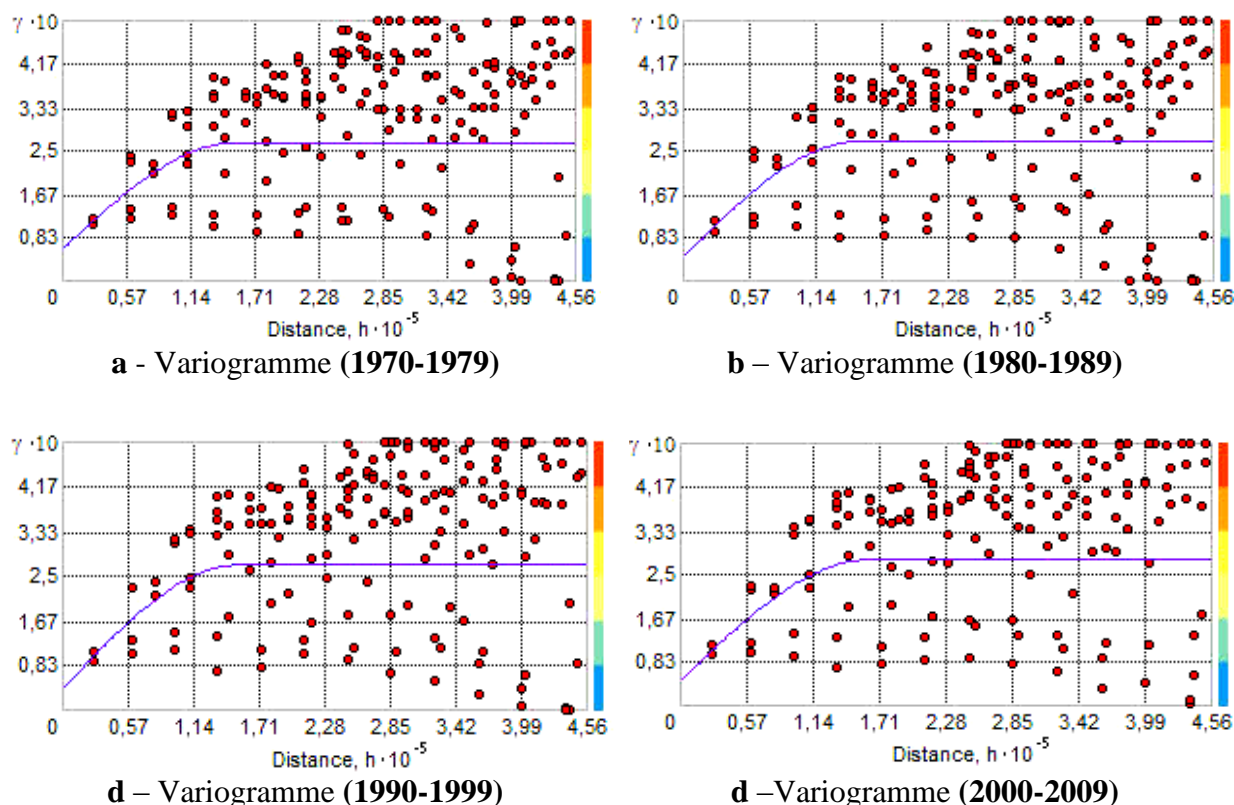 γ ·10
4,17
3,33
2,5
1,67
0,83
0 0,57 1,14 1,71 2,28 2,85 3,42 3,99 4,56
Distance, h · 10 -5
a - Variogramme (1970-1979)
γ ·10
4,17
3,33
2,5
1,67
0,83
0 0,57 1,14 1,71 2,28 2,85 3,42 3,99 4,56
Distance, h · 10 -5
b – Variogramme (1980-1989)
γ ·10
4,17
3,33
2,5
1,67
0,83
0 0,57 1,14 1,71 2,28 2,85 3,42 3,99 4,56
Distance, h · 10 -5
d – Variogramme (1990-1999)
γ ·10
4,17
3,33
2,5
1,67
0,83
0 0,57 1,14 1,71 2,28 2,85 3,42 3,99 4,56
Distance, h · 10 -5
d –Variogramme (2000-2009)